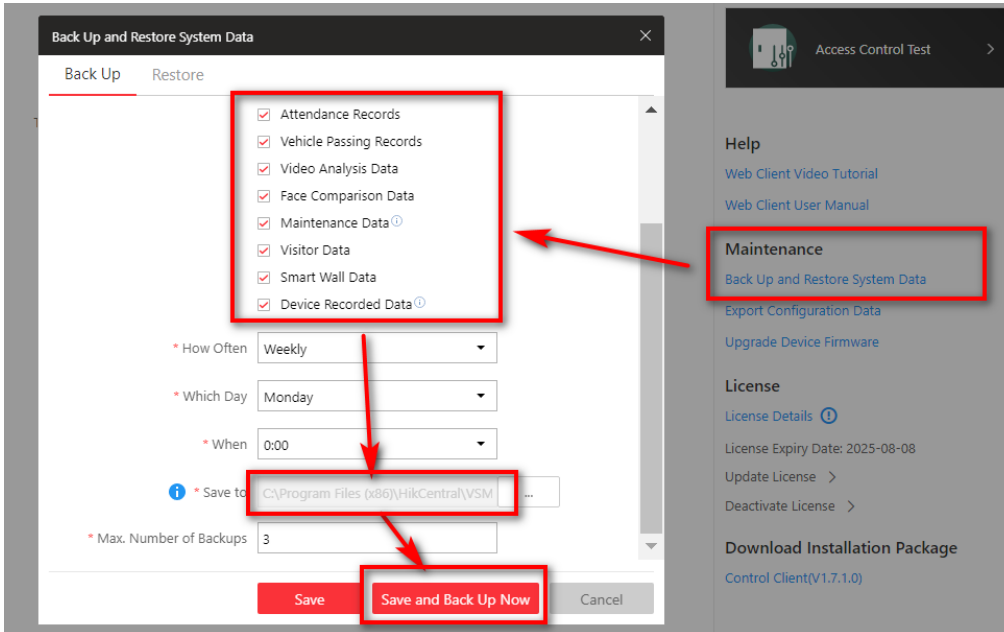 Back Up and Restore System Data
Back Up
Restore
Attendance Records
Vehicle Passing Records
Video Analysis Data
Face Comparison Data
Maintenance Data
Visitor Data
Smart Wall Data
Device Recorded Data
* How Often Weekly
* Which Day Monday
* When 0:00
* Save to C:\Program Files (x86)\HikCentral\VSM ...
* Max. Number of Backups 3
Save
Save and Back Up Now
Cancel
Access Control Test
Help
Web Client Video Tutorial
Web Client User Manual
Maintenance
Back Up and Restore System Data
Export Configuration Data
Upgrade Device Firmware
License
License Details
License Expiry Date: 2025-08-08
Update License >
Deactivate License >
Download Installation Package
Control Client(V1.7.1.0)